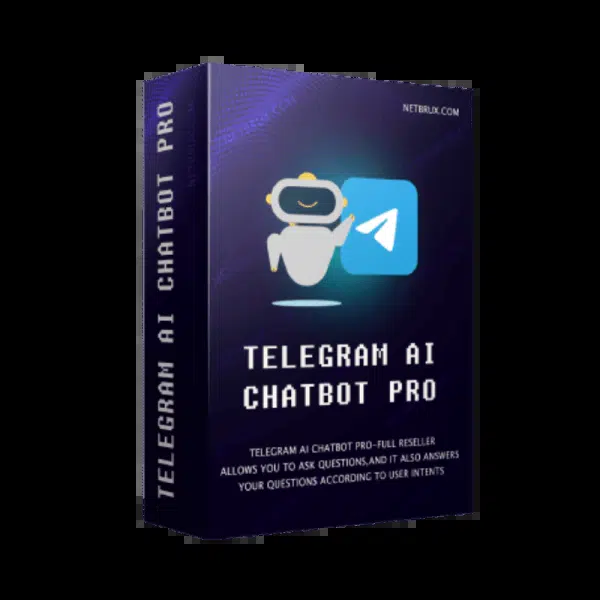 TELEGRAM AI CHATBOT PRO
NETBRUX.COM
TELEGRAM AI
CHATBOT PRO
TELEGRAM AI CHATBOT PRO-FULL RESELLER
ALLOWS YOU TO ASK QUESTIONS,AND IT ALSO ANSWERS
YOUR QUESTIONS ACCORDING TO USER INTENTS